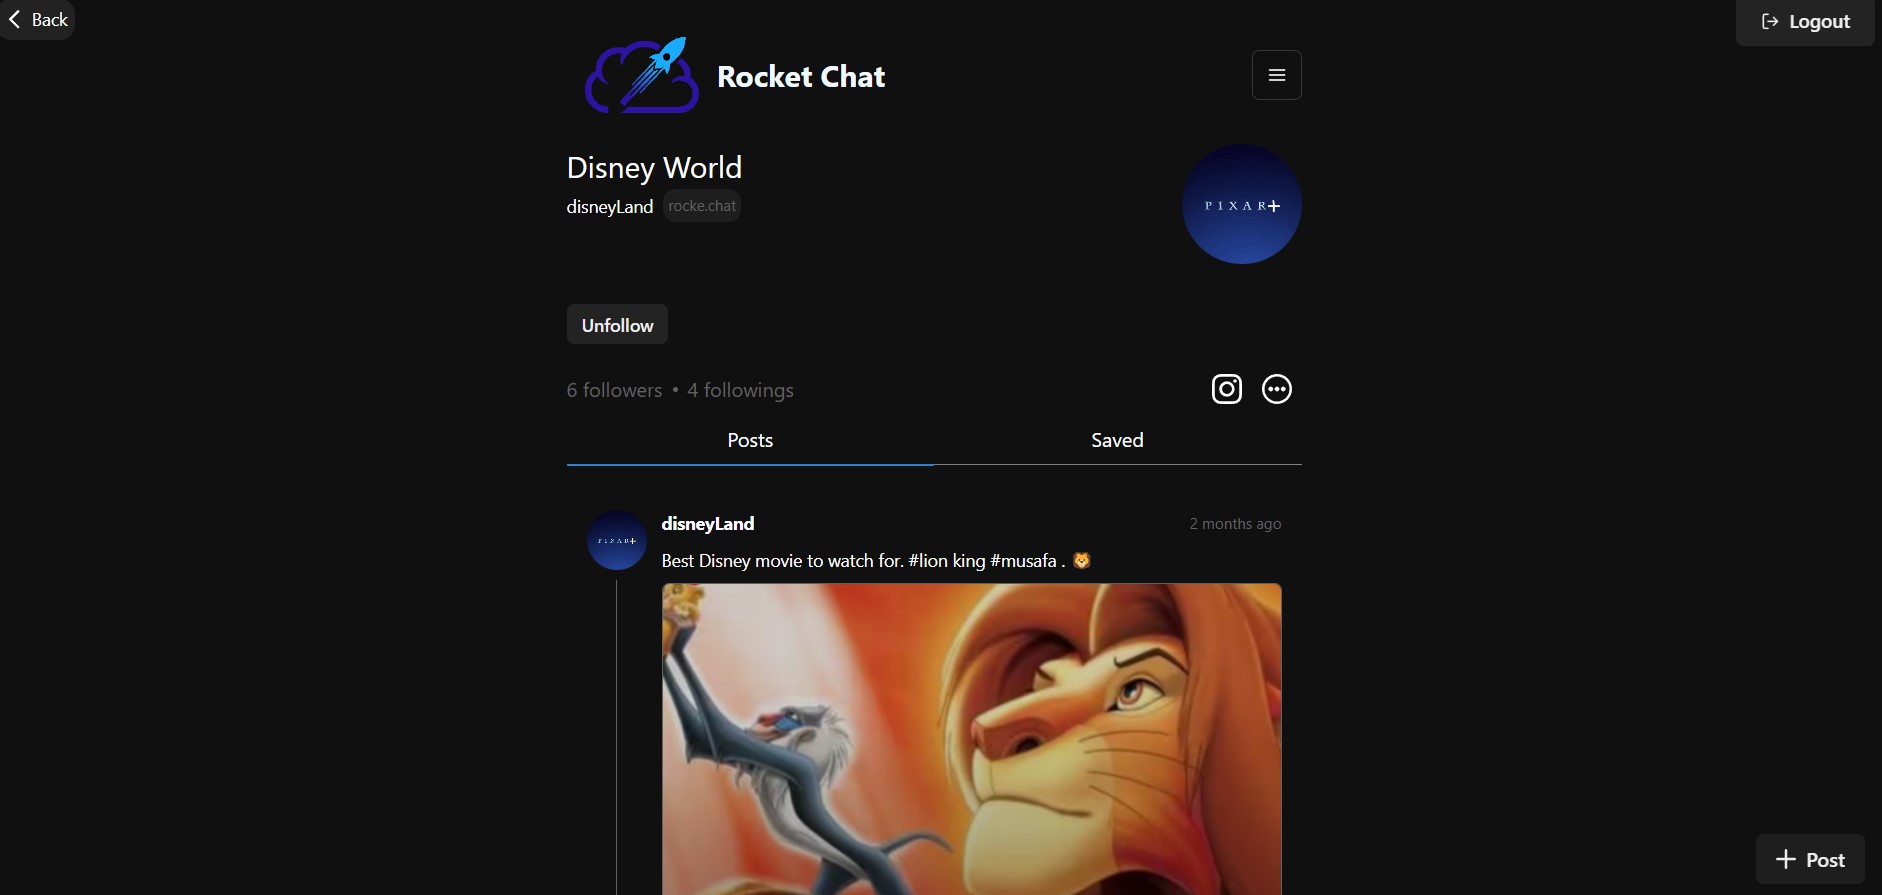 Back
Logout
Rocket Chat
Disney World
disneyLand rocke.chat
PIXAR+
Unfollow
6 followers • 4 followings
Posts Saved
PIXAR+
disneyLand 2 months ago
Best Disney movie to watch for. #lion king #musafa . 🦁
+ Post